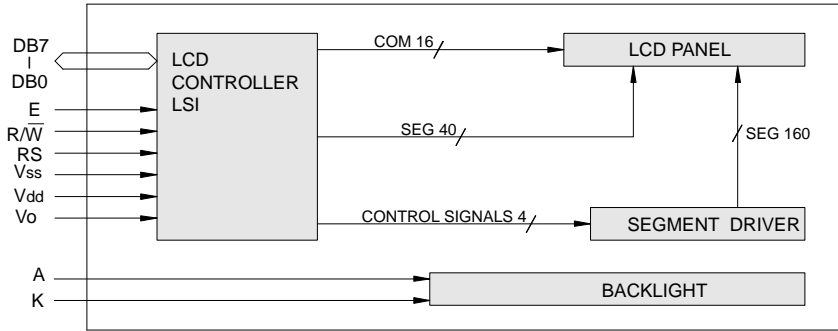 DB7
DB0
E
R/W̅
RS
Vss
Vdd
Vo
A
K
LCD
CONTROLLER
LSI
COM 16
LCD PANEL
SEG 40
SEG 160
CONTROL SIGNALS 4
SEGMENT DRIVER
BACKLIGHT